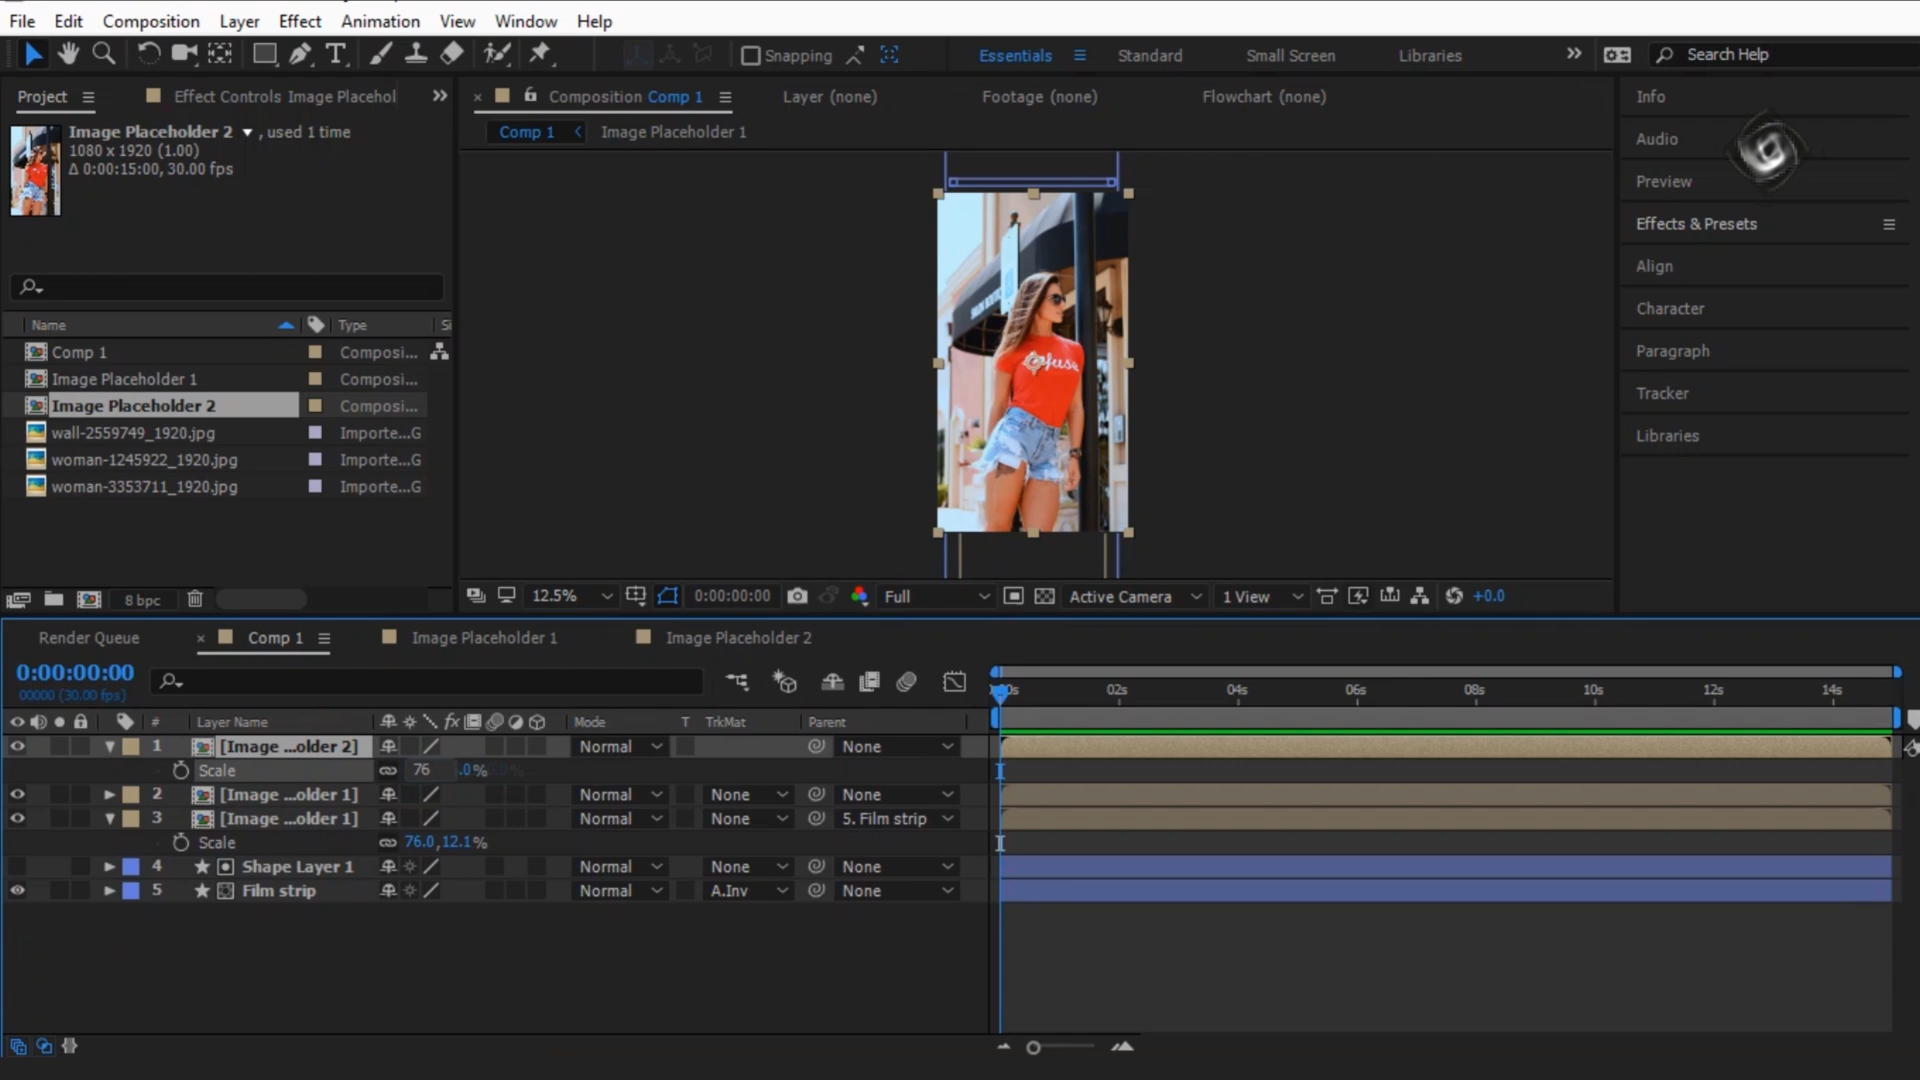 File Edit Composition Layer Effect Animation View Window Help
Snapping Essentials Standard Small Screen Libraries Search Help
Project Effect Controls Image Placehol Composition Comp 1 Layer (none) Footage (none) Flowchart (none) Info
Image Placeholder 2 , used 1 time
1080 x 1920 (1.00)
Δ 0:00:15:00, 30.00 fps
Comp 1 Image Placeholder 1
Audio
Preview
Effects & Presets
Align
Character
Paragraph
Tracker
Libraries
Name Type Si
Comp 1 Composi...
Image Placeholder 1 Composi...
Image Placeholder 2 Composi...
wall-2559749_1920.jpg Importe...G
woman-1245922_1920.jpg Importe...G
woman-3353711_1920.jpg Importe...G
8 bpc 12.5% 0:00:00:00 Full Active Camera 1 View +0.0
Render Queue Comp 1 Image Placeholder 1 Image Placeholder 2
0:00:00:00
00000 (30.00 fps)
02s 04s 06s 08s 10s 12s 14s
# Layer Name fx Mode T TrkMat Parent
1 [Image ...older 2] Normal None
Scale 76 .0%
2 [Image ...older 1] Normal None None
3 [Image ...older 1] Normal None 5. Film strip
Scale 76.0,12.1%
4 Shape Layer 1 Normal None None
5 Film strip Normal A.Inv None